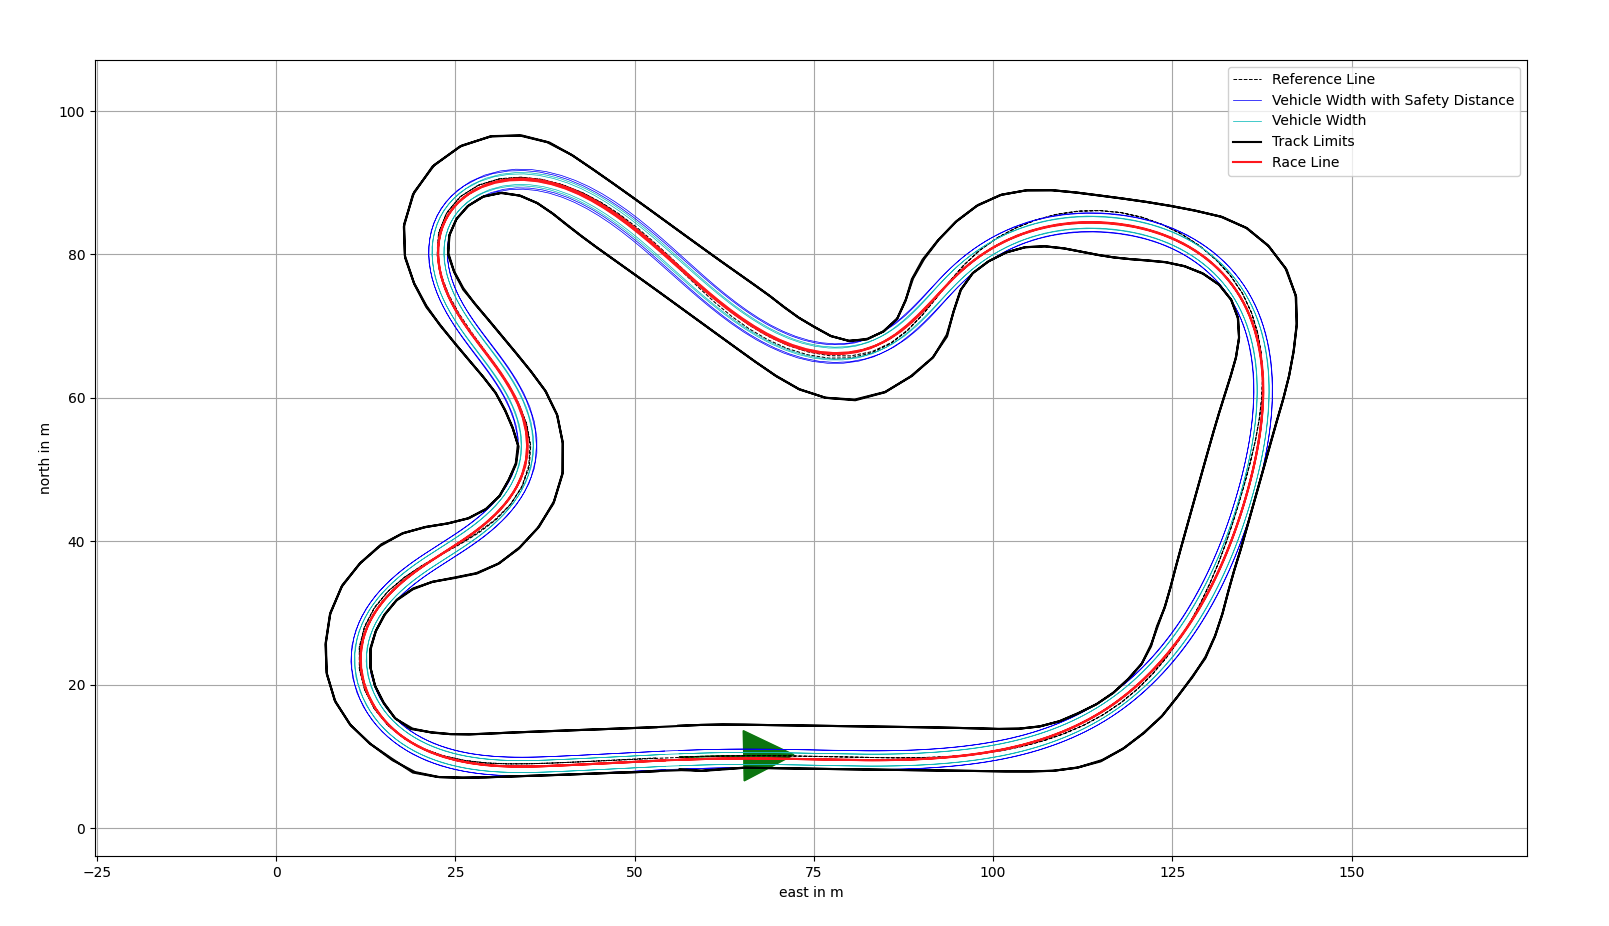 Reference Line
Vehicle Width with Safety Distance
Vehicle Width
Track Limits
Race Line
100
80
60
40
20
0
north in m
−25 0 25 50 75 100 125 150
east in m